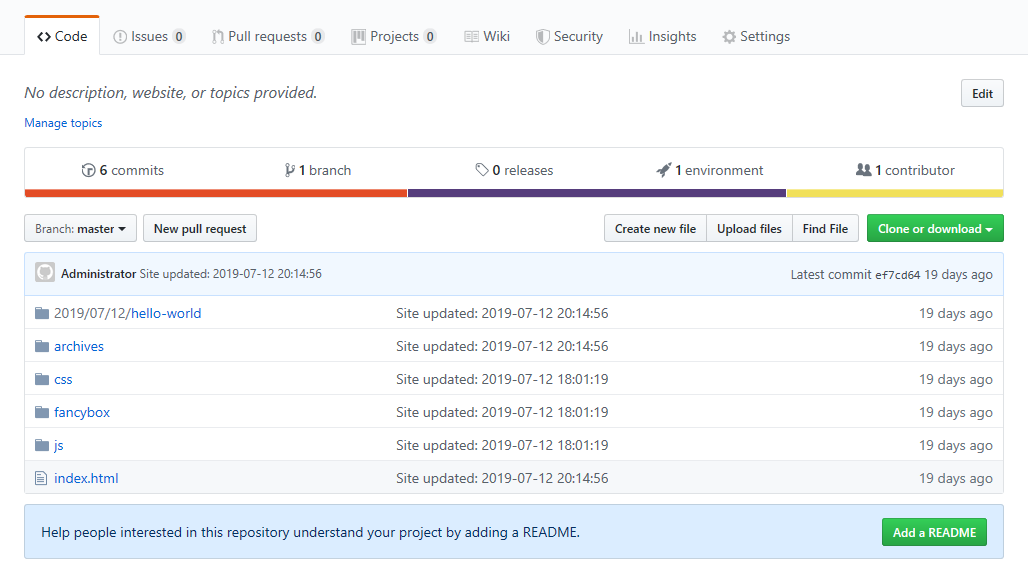 Code Issues 0 Pull requests 0 Projects 0 Wiki Security Insights Settings
No description, website, or topics provided. Edit
Manage topics
6 commits 1 branch 0 releases 1 environment 1 contributor
Branch: master New pull request Create new file Upload files Find File Clone or download
Administrator Site updated: 2019-07-12 20:14:56 Latest commit ef7cd64 19 days ago
2019/07/12/hello-world Site updated: 2019-07-12 20:14:56 19 days ago
archives Site updated: 2019-07-12 20:14:56 19 days ago
css Site updated: 2019-07-12 18:01:19 19 days ago
fancybox Site updated: 2019-07-12 18:01:19 19 days ago
js Site updated: 2019-07-12 18:01:19 19 days ago
index.html Site updated: 2019-07-12 20:14:56 19 days ago
Help people interested in this repository understand your project by adding a README. Add a README